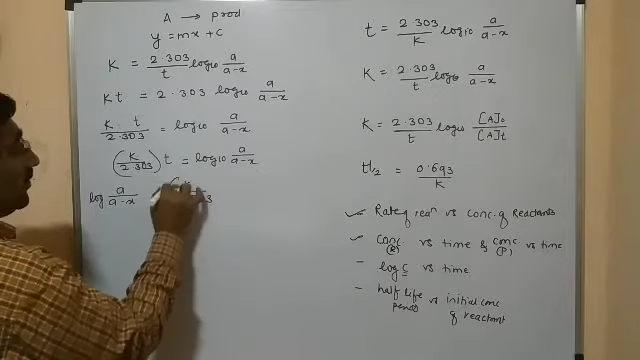 A → prod
y = mx + c
K = 2.303/t log10 a/a-x
Kt = 2.303 log10 a/a-x
K t/2.303 = log10 a/a-x
(K/2.303) t = log10 a/a-x
log a/a-x
t = 2.303/K log10 a/a-x
K = 2.303/t log10 a/a-x
K = 2.303/t log10 [A]0/[A]t
t1/2 = 0.693/K
✓ Rate of rean vs conc. of Reactants
✓ conc. (R) vs time & conc (P) vs time
- log c vs time
- half life period vs initial conc of reactant